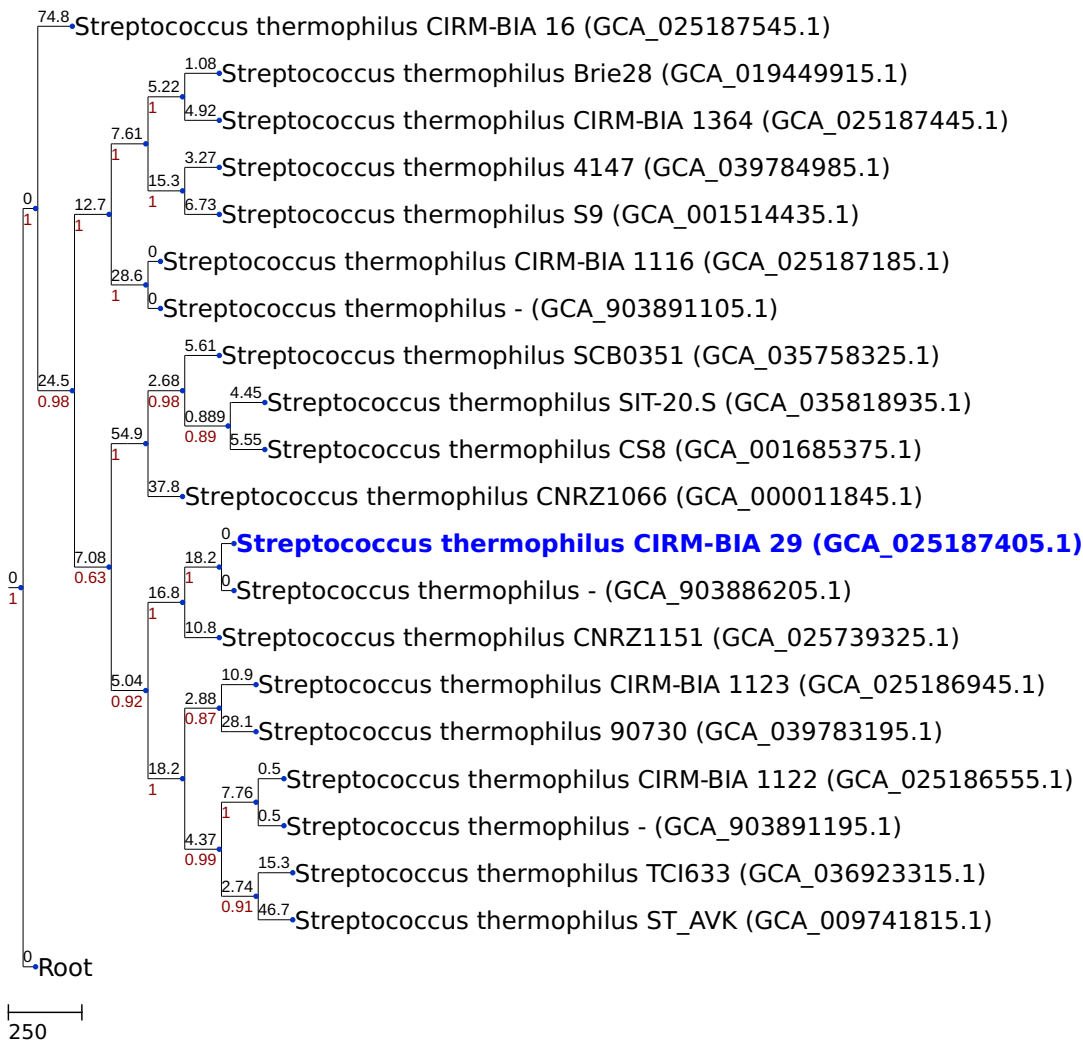 74.8 Streptococcus thermophilus CIRM-BIA 16 (GCA_025187545.1)
1.08 Streptococcus thermophilus Brie28 (GCA_019449915.1)
5.22
1
4.92 Streptococcus thermophilus CIRM-BIA 1364 (GCA_025187445.1)
7.61
1
3.27 Streptococcus thermophilus 4147 (GCA_039784985.1)
15.3
1
6.73 Streptococcus thermophilus S9 (GCA_001514435.1)
0
1
12.7
1
0 Streptococcus thermophilus CIRM-BIA 1116 (GCA_025187185.1)
28.6
1
0 Streptococcus thermophilus - (GCA_903891105.1)
5.61 Streptococcus thermophilus SCB0351 (GCA_035758325.1)
24.5
0.98
2.68
0.98
4.45 Streptococcus thermophilus SIT-20.S (GCA_035818935.1)
0.889
0.89
5.55 Streptococcus thermophilus CS8 (GCA_001685375.1)
54.9
1
37.8 Streptococcus thermophilus CNRZ1066 (GCA_000011845.1)
0 Streptococcus thermophilus CIRM-BIA 29 (GCA_025187405.1)
18.2
1
7.08
0.63
0 Streptococcus thermophilus - (GCA_903886205.1)
0
1
16.8
1
10.8 Streptococcus thermophilus CNRZ1151 (GCA_025739325.1)
5.04
0.92
10.9 Streptococcus thermophilus CIRM-BIA 1123 (GCA_025186945.1)
2.88
0.87
28.1 Streptococcus thermophilus 90730 (GCA_039783195.1)
18.2
1
0.5 Streptococcus thermophilus CIRM-BIA 1122 (GCA_025186555.1)
7.76
1
0.5 Streptococcus thermophilus - (GCA_903891195.1)
4.37
0.99
15.3 Streptococcus thermophilus TCI633 (GCA_036923315.1)
2.74
0.91
46.7 Streptococcus thermophilus ST_AVK (GCA_009741815.1)
0 Root
250